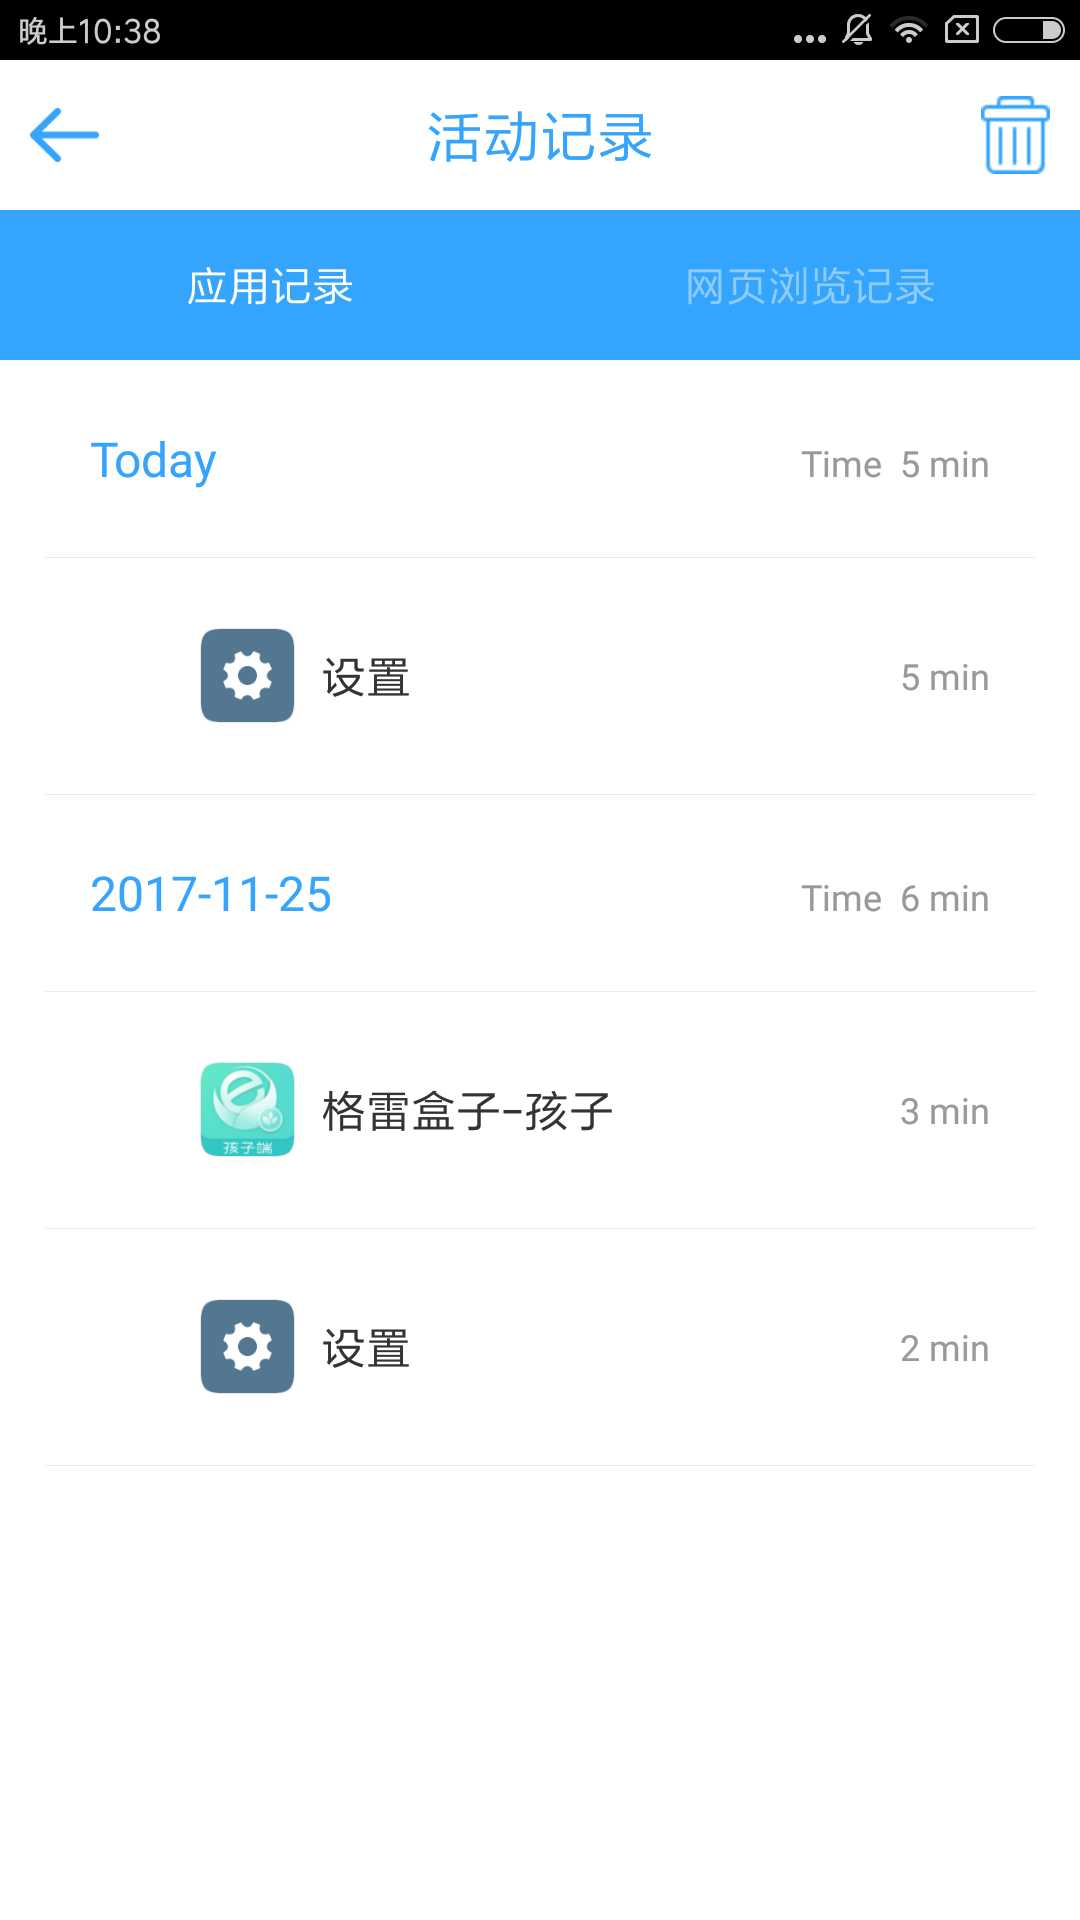 晚上10:38
活动记录
应用记录 网页浏览记录
Today Time 5 min
设置 5 min
2017-11-25 Time 6 min
格雷盒子-孩子 3 min
孩子端
设置 2 min